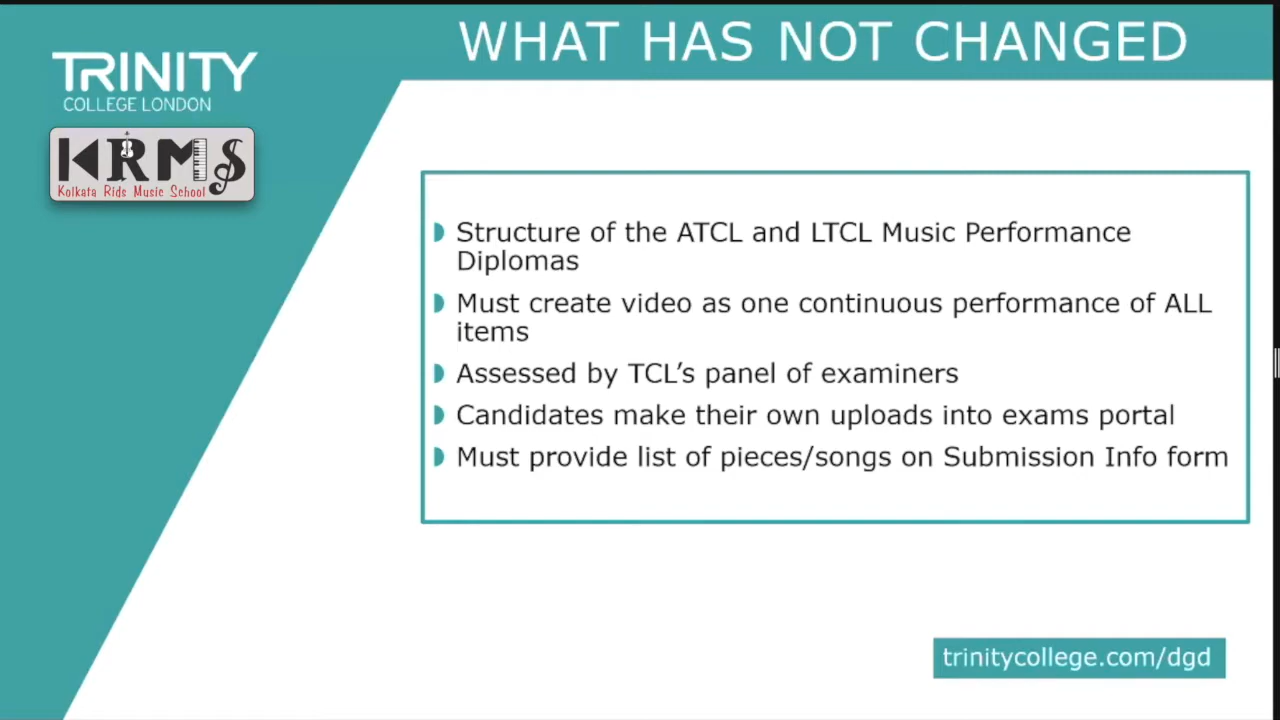 WHAT HAS NOT CHANGED
TRINITY
COLLEGE LONDON
KRMS
Kolkata Rids Music School
Structure of the ATCL and LTCL Music Performance
Diplomas
Must create video as one continuous performance of ALL
items
Assessed by TCL’s panel of examiners
Candidates make their own uploads into exams portal
Must provide list of pieces/songs on Submission Info form
trinitycollege.com/dgd